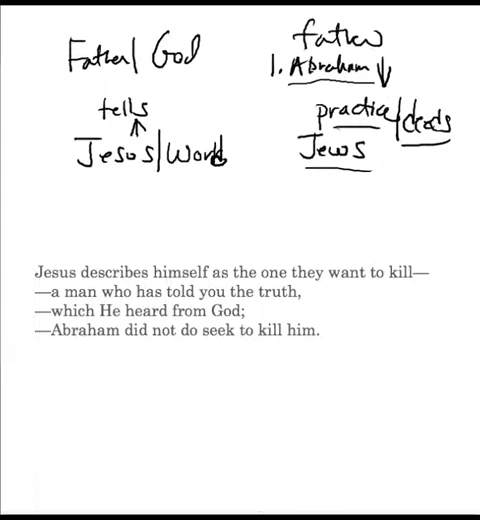 Father/ God
tells
Jesus/Words
father
1. Abraham
practice/deeds
Jews
Jesus describes himself as the one they want to kill—
—a man who has told you the truth,
—which He heard from God;
—Abraham did not do seek to kill him.